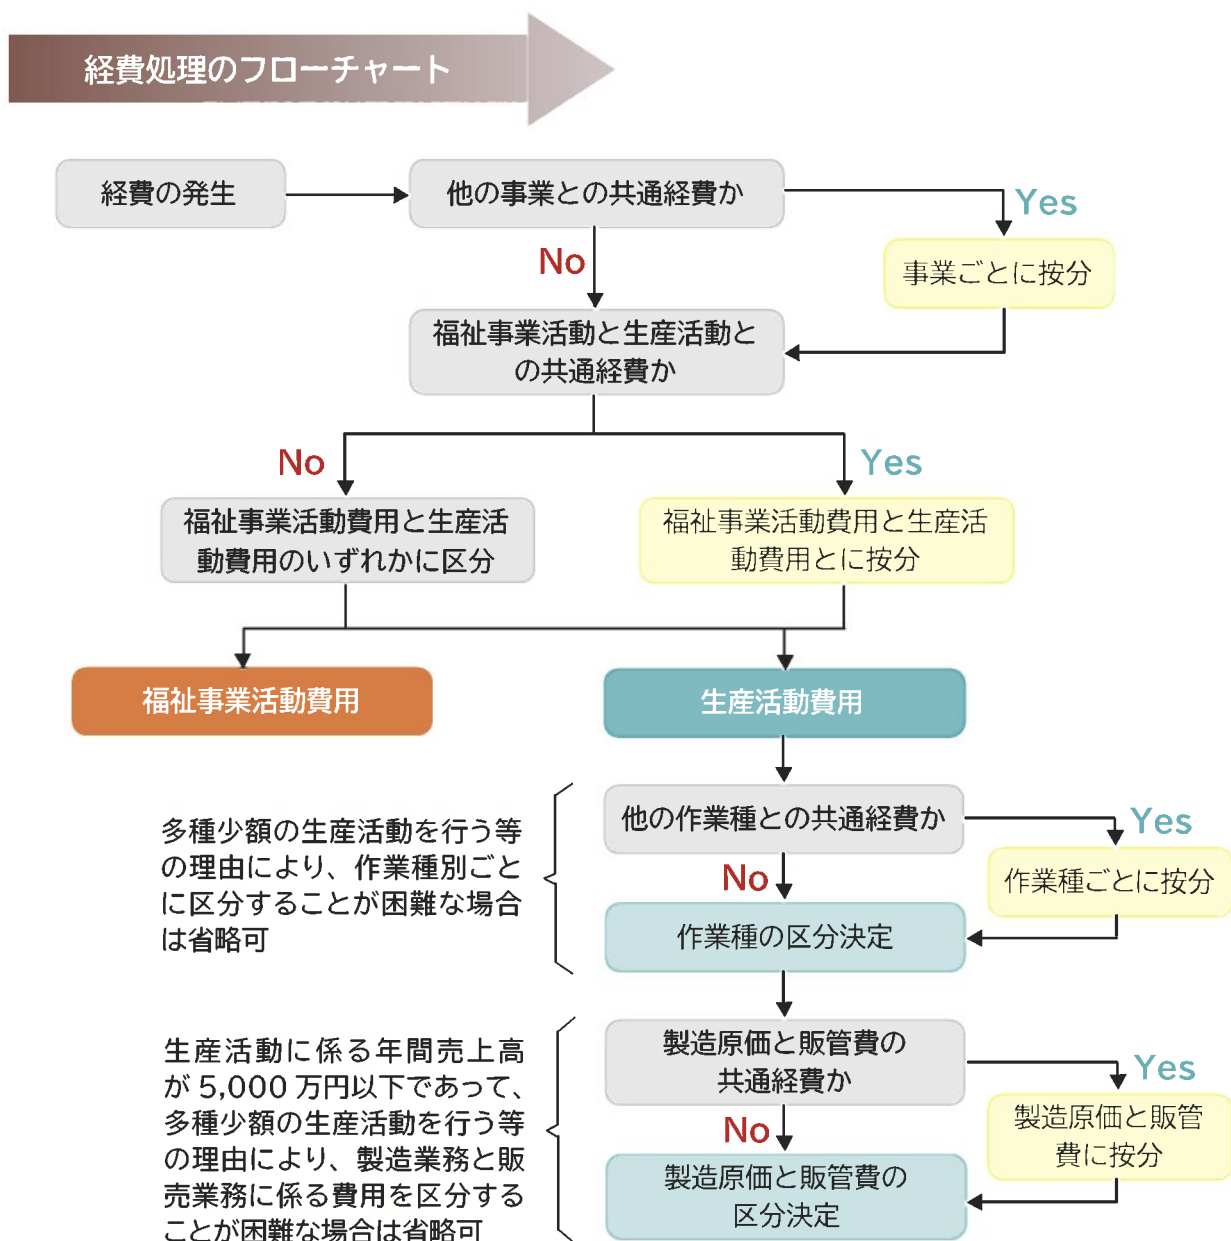 経費処理のフローチャート
経費の発生
他の事業との共通経費か
Yes
No
事業ごとに按分
福祉事業活動と生産活動と
の共通経費か
No
Yes
福祉事業活動費用と生産活
動費用のいずれかに区分
福祉事業活動費用と生産活
動費用とに按分
福祉事業活動費用
生産活動費用
多種少額の生産活動を行う等
の理由により、作業種別ごと
に区分することが困難な場合
は省略可
他の作業種との共通経費か
Yes
No
作業種ごとに按分
作業種の区分決定
生産活動に係る年間売上高
が 5,000 万円以下であって、
多種少額の生産活動を行う等
の理由により、製造業務と販
売業務に係る費用を区分する
ことが困難な場合は省略可
製造原価と販管費の
共通経費か
Yes
No
製造原価と販管
費に按分
製造原価と販管費の
区分決定